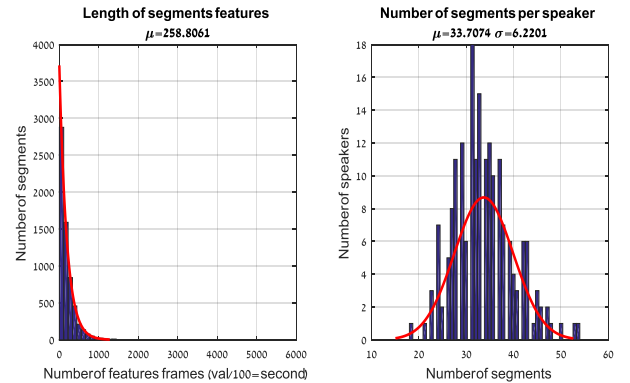 Length of segments features
μ=258.8061
4000
3500
3000
2500
2000
1500
1000
500
0
Numberof segments
0 1000 2000 3000 4000 5000 6000
Numberof features frames (val/100=second)
Number of segments per speaker
μ=33.7074 σ=6.2201
18
16
14
12
10
8
6
4
2
0
Numberof speakers
10 20 30 40 50 60
Numberof segments